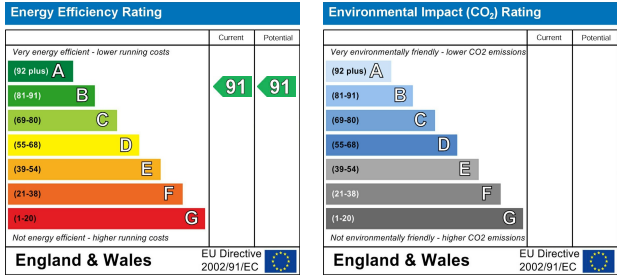 Energy Efficiency Rating
Current Potential
Very energy efficient - lower running costs
(92 plus) A
(81-91) B
91 91
(69-80) C
(55-68) D
(39-54) E
(21-38) F
(1-20) G
Not energy efficient - higher running costs
England & Wales
EU Directive
2002/91/EC
Environmental Impact (CO2) Rating
Current Potential
Very environmentally friendly - lower CO2 emissions
(92 plus) A
(81-91) B
(69-80) C
(55-68) D
(39-54) E
(21-38) F
(1-20) G
Not environmentally friendly - higher CO2 emissions
England & Wales
EU Directive
2002/91/EC